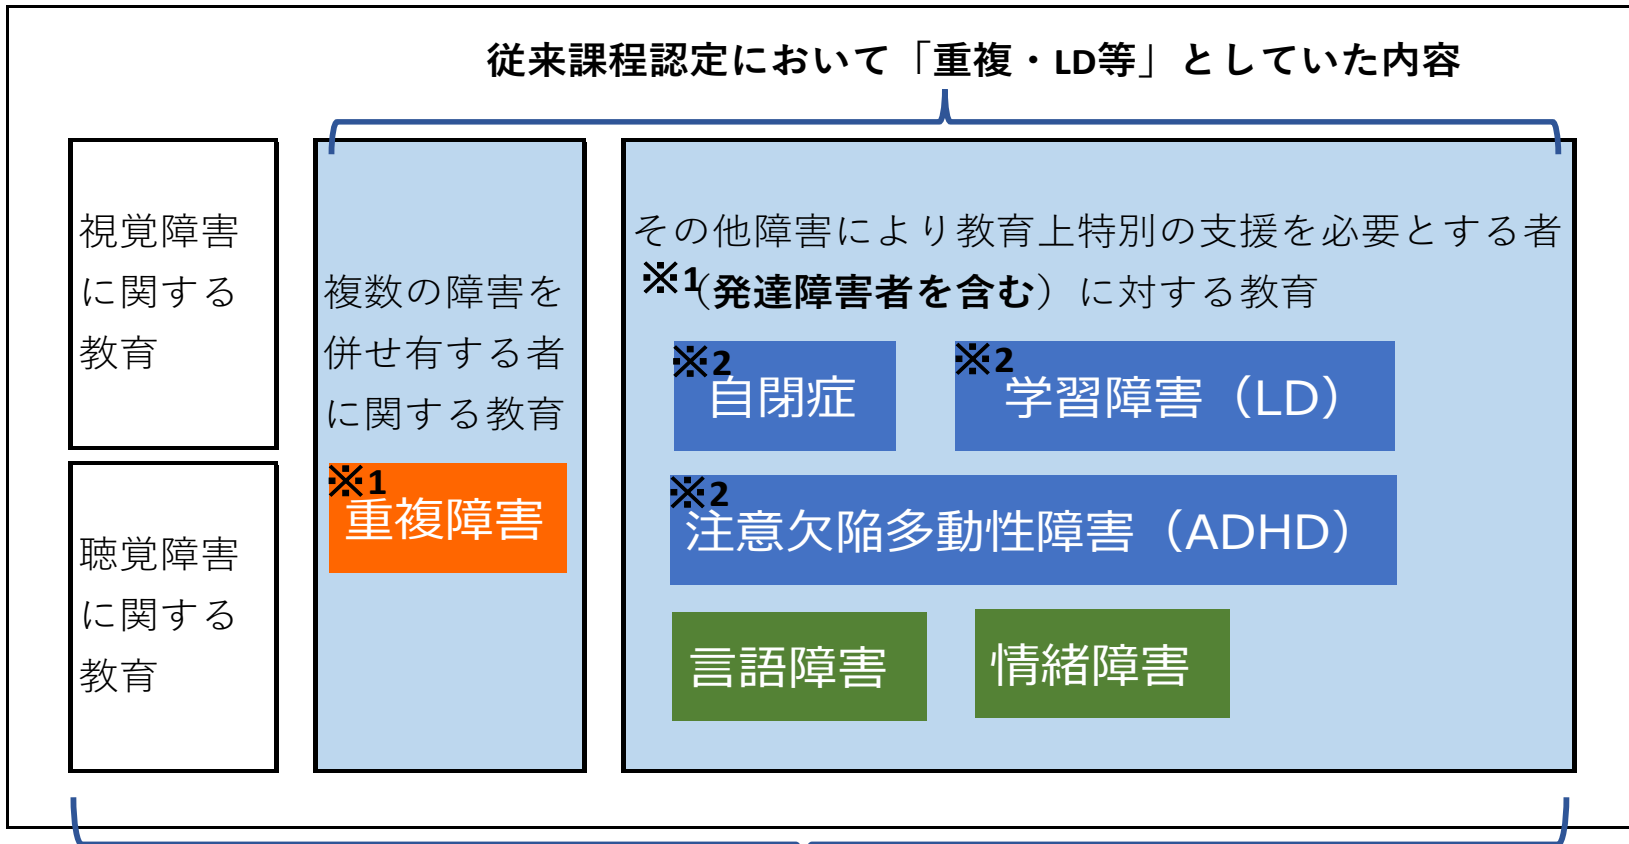 従来課程認定において「重複・LD等」としていた内容
視覚障害
に関する
教育
聴覚障害
に関する
教育
複数の障害を
併せ有する者
に関する教育
※1
重複障害
その他障害により教育上特別の支援を必要とする者
※1(発達障害者を含む）に対する教育
※2
自閉症
※2
学習障害（LD）
※2
注意欠陥多動性障害（ADHD）
言語障害
情緒障害